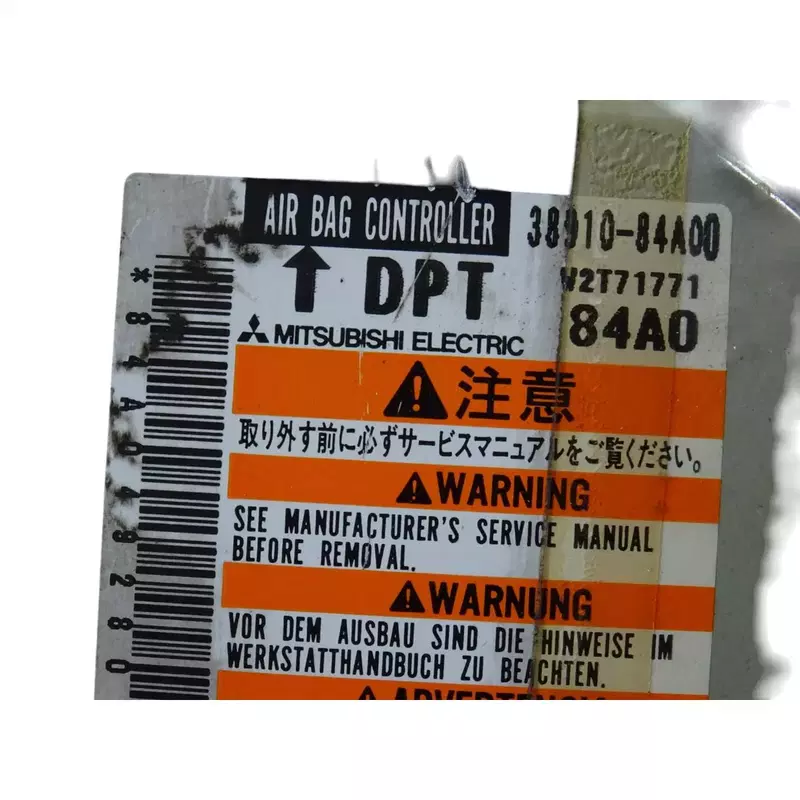 AIR BAG CONTROLLER 38910-84A00
↑ DPT W2T71771
MITSUBISHI ELECTRIC 84A0
注意
取り外す前に必ずサービスマニュアルをご覧ください。
WARNING
SEE MANUFACTURER'S SERVICE MANUAL
BEFORE REMOVAL.
WARNUNG
VOR DEM AUSBAU SIND DIE HINWEISE IM
WERKSTATTHANDBUCH ZU BEACHTEN.
ADVERTENCIA
*84A049280